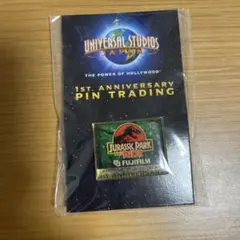 UNIVERSAL STUDIOS
JAPAN
THE POWER OF HOLLYWOOD
1ST. ANNIVERSARY
PIN TRADING
JURASSIC PARK
THE RIDE
FUJIFILM